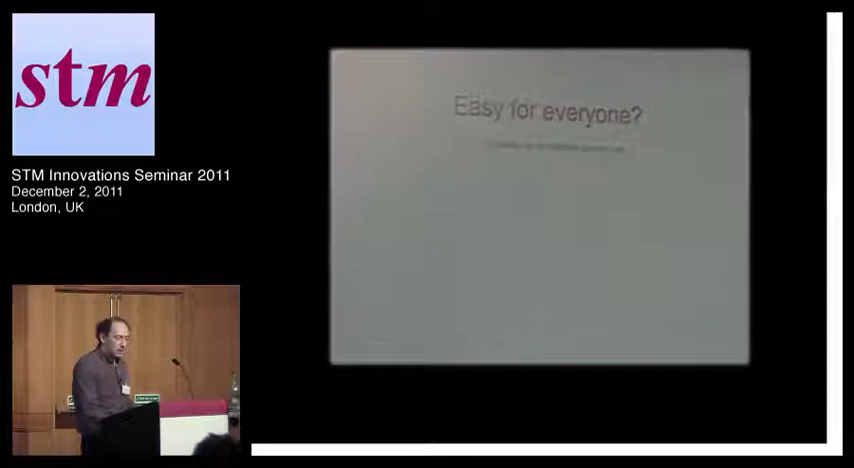 stm
STM Innovations Seminar 2011
December 2, 2011
London, UK
Easy for everyone?